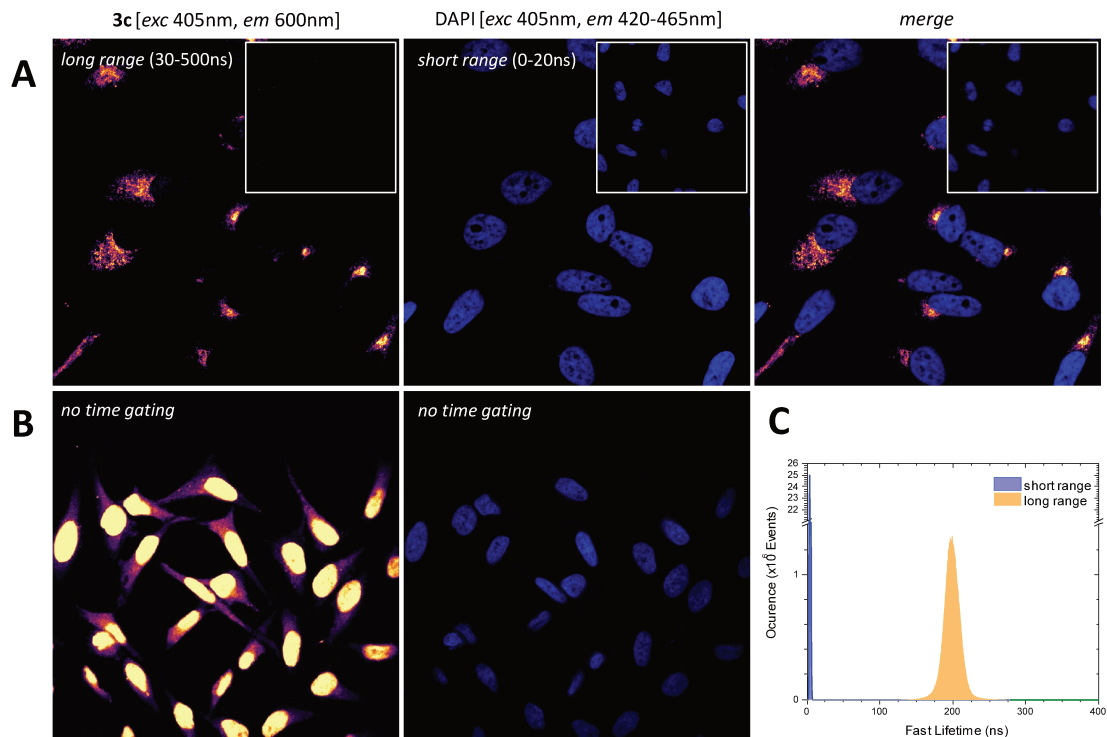 3c [exc 405nm, em 600nm]
DAPI [exc 405nm, em 420-465nm]
merge
A
long range (30-500ns)
short range (0-20ns)
B
no time gating
no time gating
C
26
25
24
23
22
1
0
Ocurence (x10⁶ Events)
short range
long range
0
100
200
300
400
Fast Lifetime (ns)